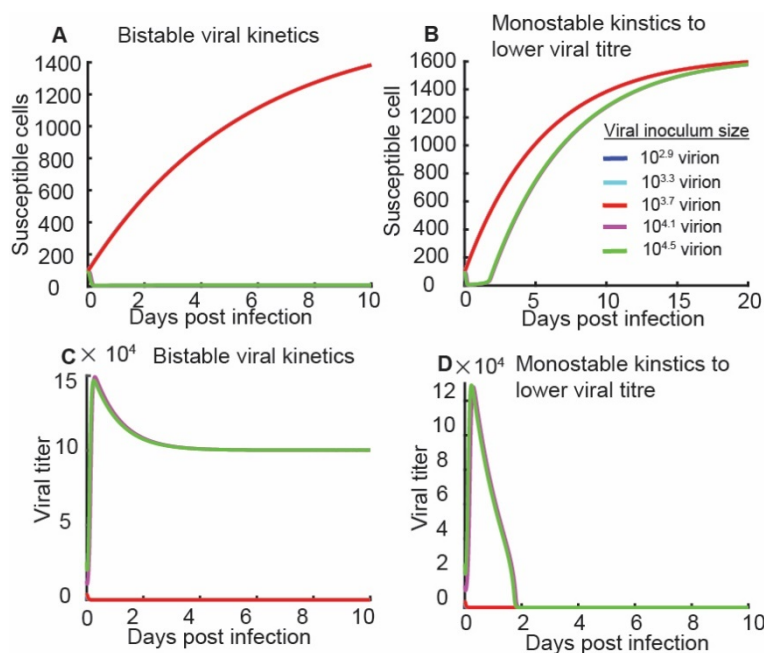 A Bistable viral kinetics
Susceptible cells
1400
1200
1000
800
600
400
200
0
0 2 4 6 8 10
Days post infection
B Monostable kinstics to
lower viral titre
Susceptible cell
1600
1400
1200
1000
800
600
400
200
0
0 5 10 15 20
Days post infection
Viral inoculum size
10^2.9 virion
10^3.3 virion
10^3.7 virion
10^4.1 virion
10^4.5 virion
C × 10^4 Bistable viral kinetics
Viral titer
15
10
5
0
0 2 4 6 8 10
Days post infection
D × 10^4 Monostable kinstics to
lower viral titre
Viral titer
12
10
8
6
4
2
0
0 2 4 6 8 10
Days post infection